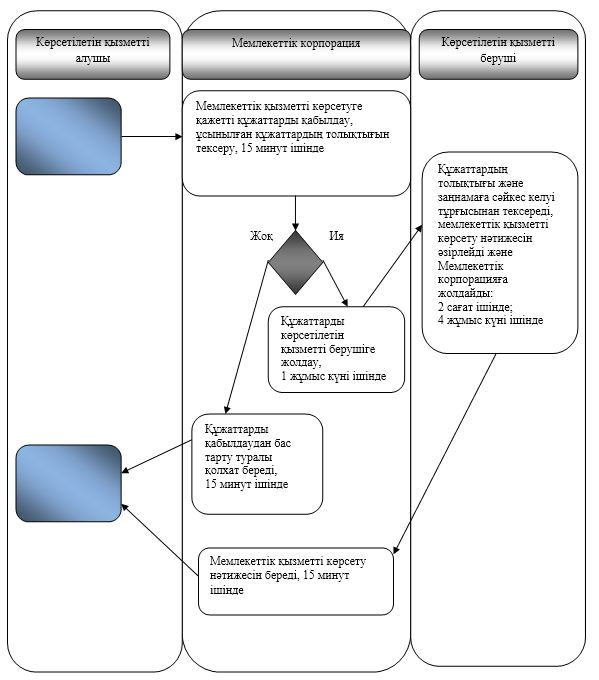 Көрсетілетін қызметті
алушы
Мемлекеттік корпорация
Көрсетілетін қызметті
беруші
Мемлекеттік қызметті көрсетуге
қажетті құжаттарды қабылдау,
ұсынылған құжаттардың толықтығын
тексеру, 15 минут ішінде
Құжаттардың
толықтығы және
заңнамаға сәйкес келуі
тұрғысынан тексереді,
мемлекеттік қызметті
көрсету нәтижесін
әзірлейді және
Мемлекеттік
корпорацияға
жолдайды:
2 сағат ішінде;
4 жұмыс күні ішінде
Жоқ
Ия
Құжаттарды
көрсетілетін
қызметті берушіге
жолдау,
1 жұмыс күні ішінде
Құжаттарды
қабылдаудан бас
тарту туралы
қолхат береді,
15 минут ішінде
Мемлекеттік қызметті көрсету
нәтижесін береді, 15 минут
ішінде